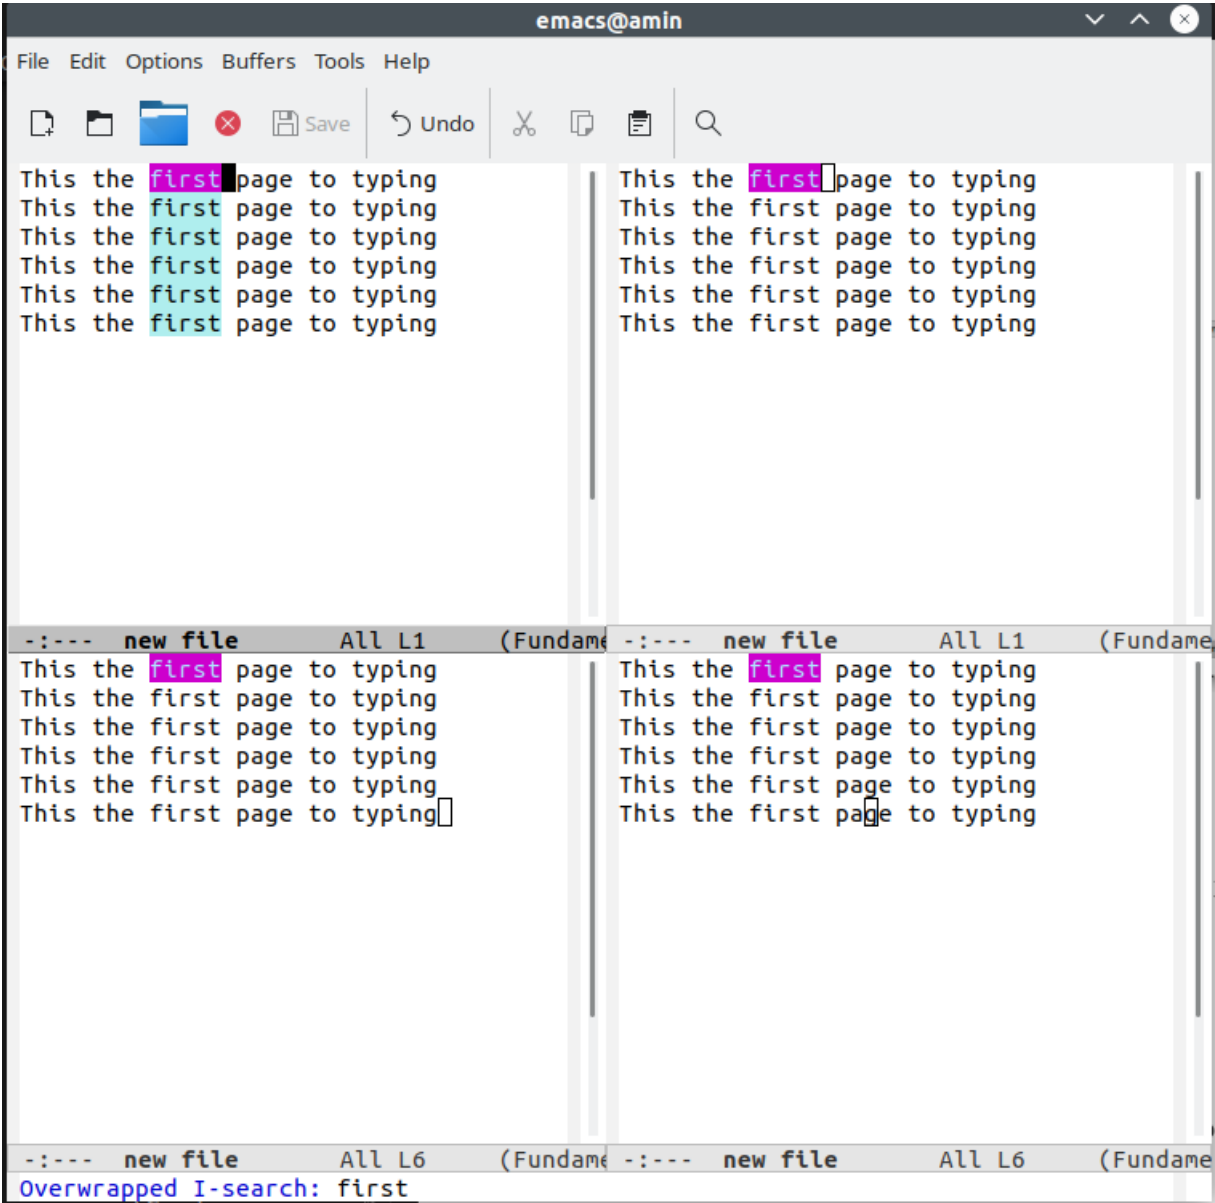 emacs@amin
File Edit Options Buffers Tools Help
Save Undo
This the first page to typing
This the first page to typing
This the first page to typing
This the first page to typing
This the first page to typing
This the first page to typing
-:--- new file All L1 (Fundame
This the first page to typing
This the first page to typing
This the first page to typing
This the first page to typing
This the first page to typing
This the first page to typing
-:--- new file All L1 (Fundame
This the first page to typing
This the first page to typing
This the first page to typing
This the first page to typing
This the first page to typing
This the first page to typing
-:--- new file All L6 (Fundame
This the first page to typing
This the first page to typing
This the first page to typing
This the first page to typing
This the first page to typing
This the first page to typing
-:--- new file All L6 (Fundame
Overwrapped I-search: first